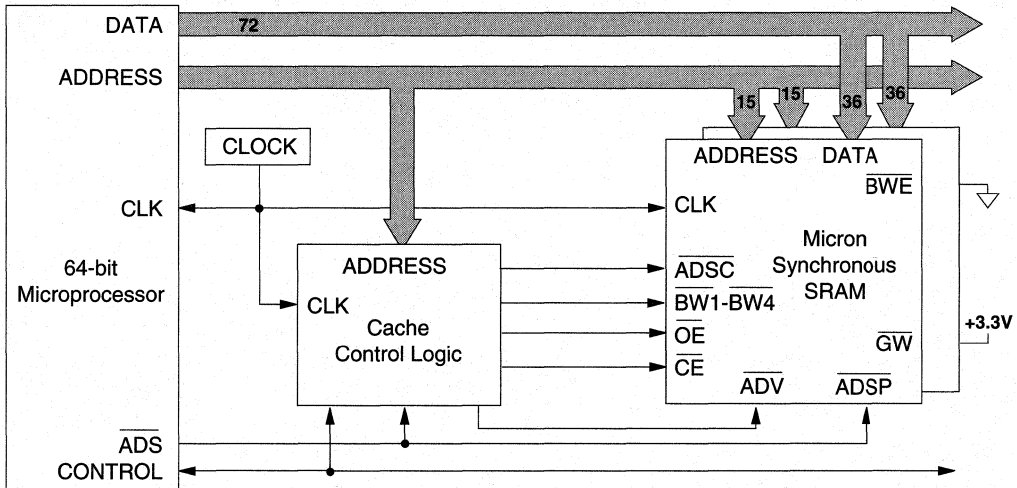 DATA
72
ADDRESS
15
15
36
36
CLOCK
ADDRESS DATA
BWE
CLK
CLK
ADDRESS
64-bit
Microprocessor
CLK
Cache
Control Logic
ADSC
BW1-BW4
OE
CE
Micron
Synchronous
SRAM
+3.3V
GW
ADV
ADSP
ADS
CONTROL